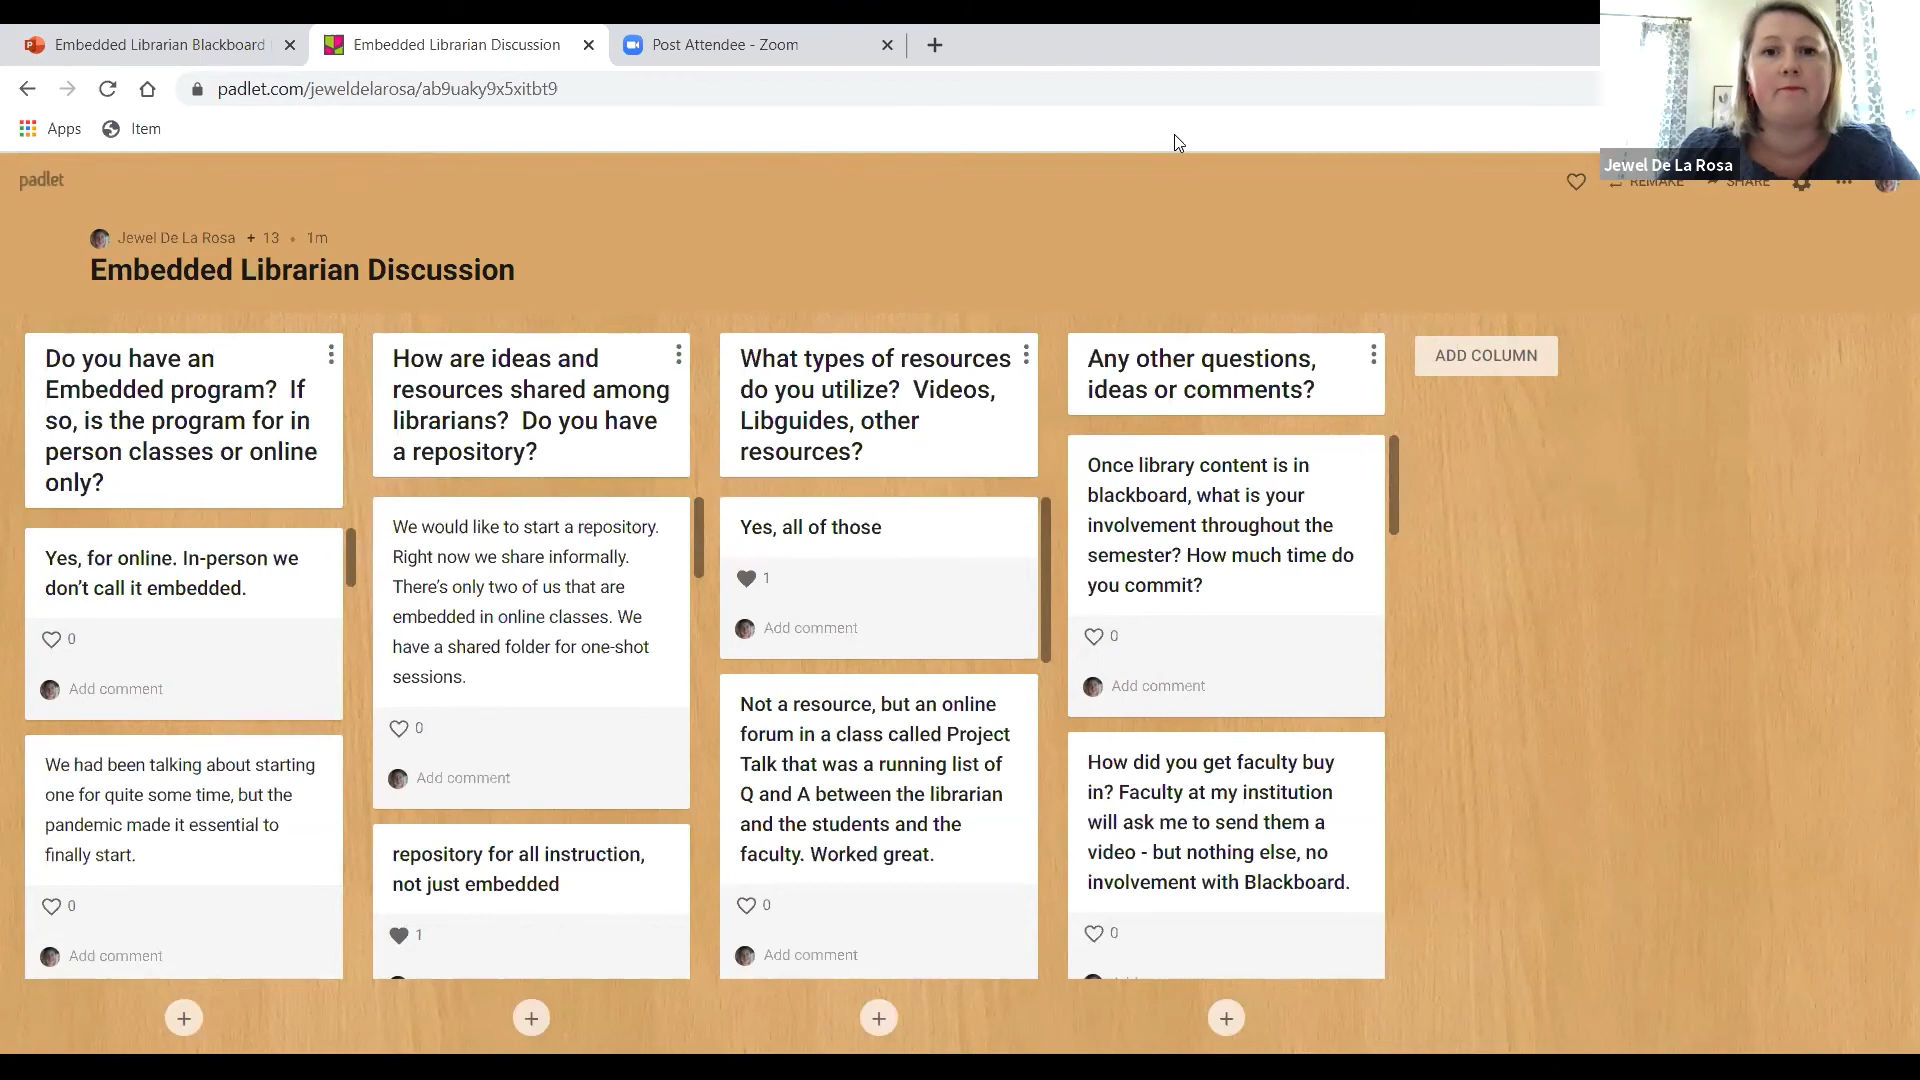 Embedded Librarian Blackboard
Embedded Librarian Discussion
Post Attendee - Zoom
padlet.com/jeweldelarosa/ab9uaky9x5xitbt9
Apps
Item
Jewel De La Rosa
padlet
REMAKE
SHARE
Jewel De La Rosa + 13 • 1m
Embedded Librarian Discussion
Do you have an
Embedded program? If
so, is the program for in
person classes or online
only?
Yes, for online. In-person we
don’t call it embedded.
0
Add comment
We had been talking about starting
one for quite some time, but the
pandemic made it essential to
finally start.
0
Add comment
How are ideas and
resources shared among
librarians? Do you have
a repository?
We would like to start a repository.
Right now we share informally.
There’s only two of us that are
embedded in online classes. We
have a shared folder for one-shot
sessions.
0
Add comment
repository for all instruction,
not just embedded
1
What types of resources
do you utilize? Videos,
Libguides, other
resources?
Yes, all of those
1
Add comment
Not a resource, but an online
forum in a class called Project
Talk that was a running list of
Q and A between the librarian
and the students and the
faculty. Worked great.
0
Add comment
Any other questions,
ideas or comments?
Once library content is in
blackboard, what is your
involvement throughout the
semester? How much time do
you commit?
0
Add comment
How did you get faculty buy
in? Faculty at my institution
will ask me to send them a
video - but nothing else, no
involvement with Blackboard.
0
ADD COLUMN